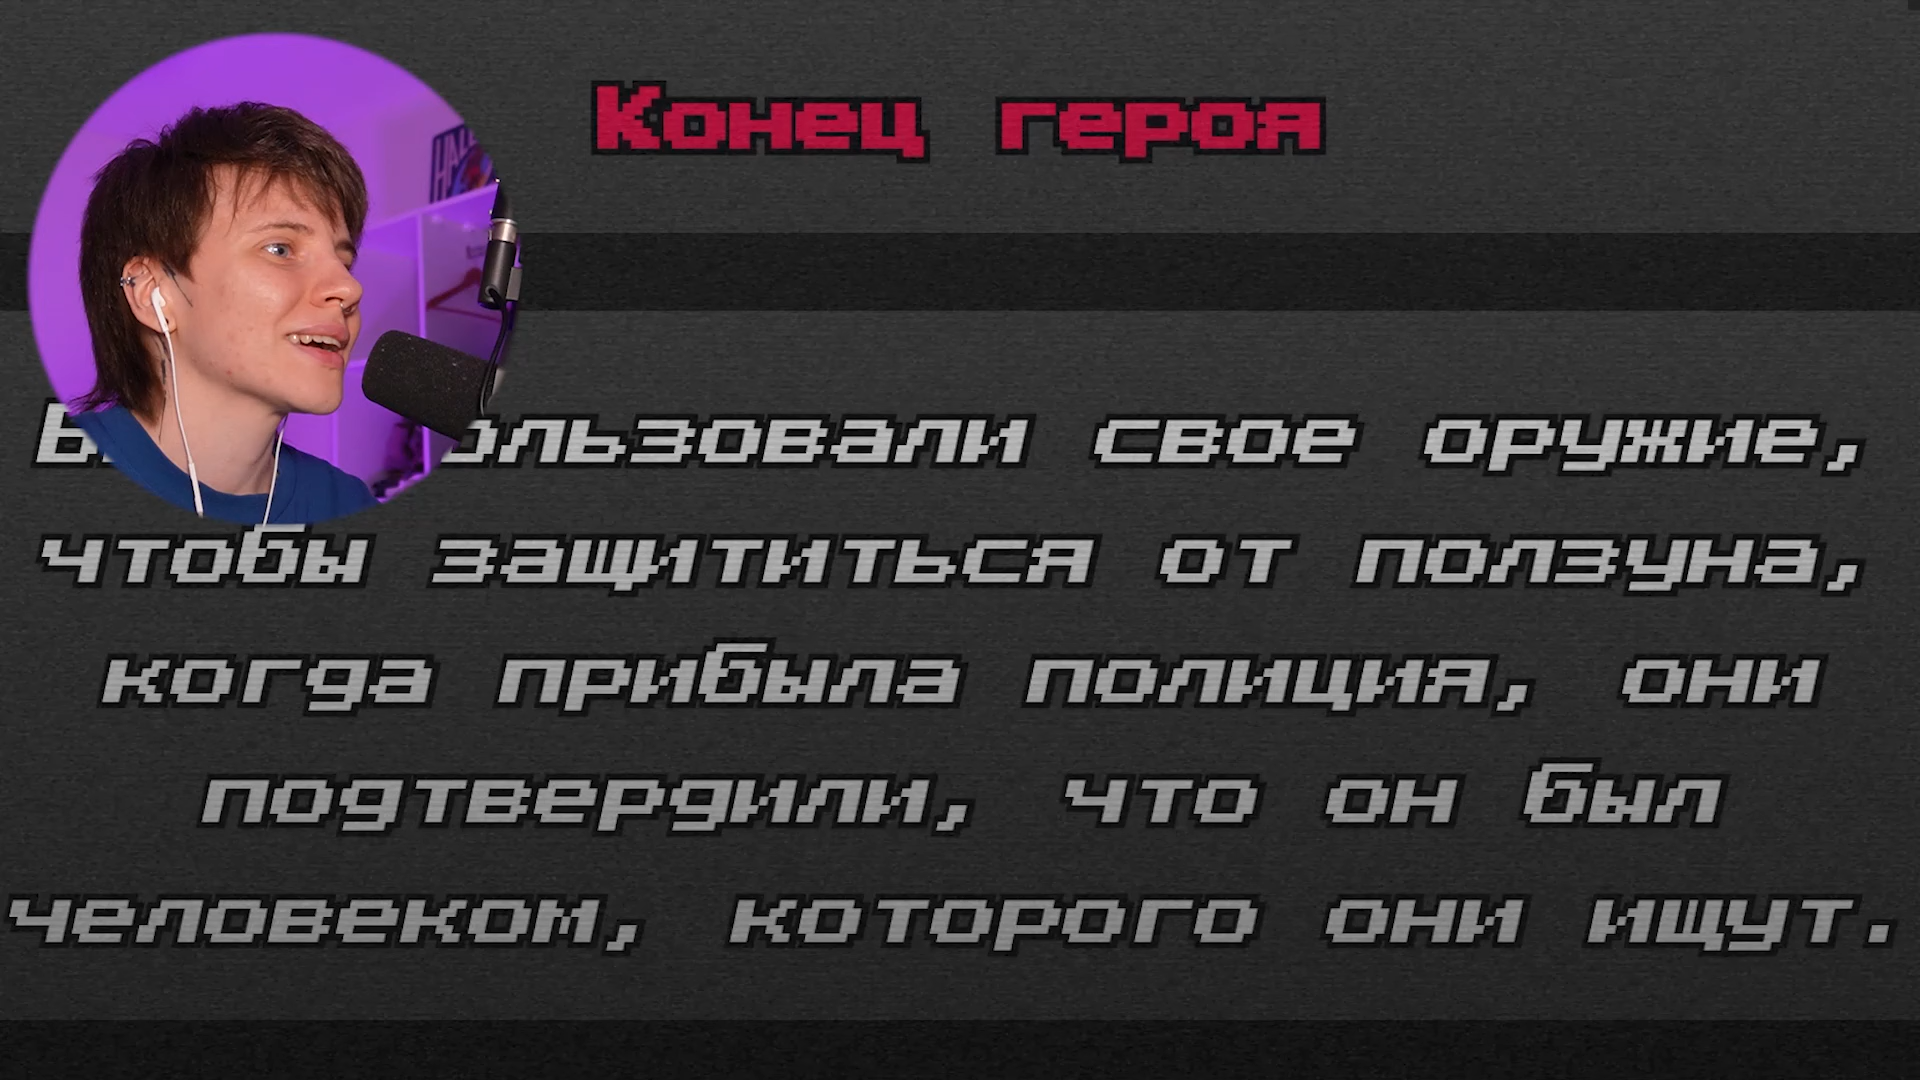 Конец героя
свое оружие,
чтобы защититься от ползуна,
когда прибыла полиция, они
подтвердили, что он был
человеком, которого они ищут.